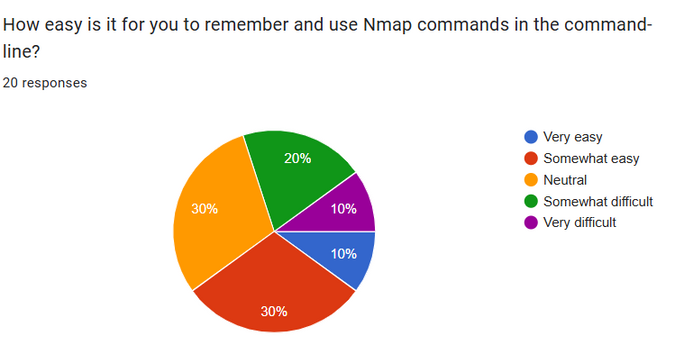 How easy is it for you to remember and use Nmap commands in the command-
line?
20 responses
20%
30%
10%
10%
30%
Very easy
Somewhat easy
Neutral
Somewhat difficult
Very difficult